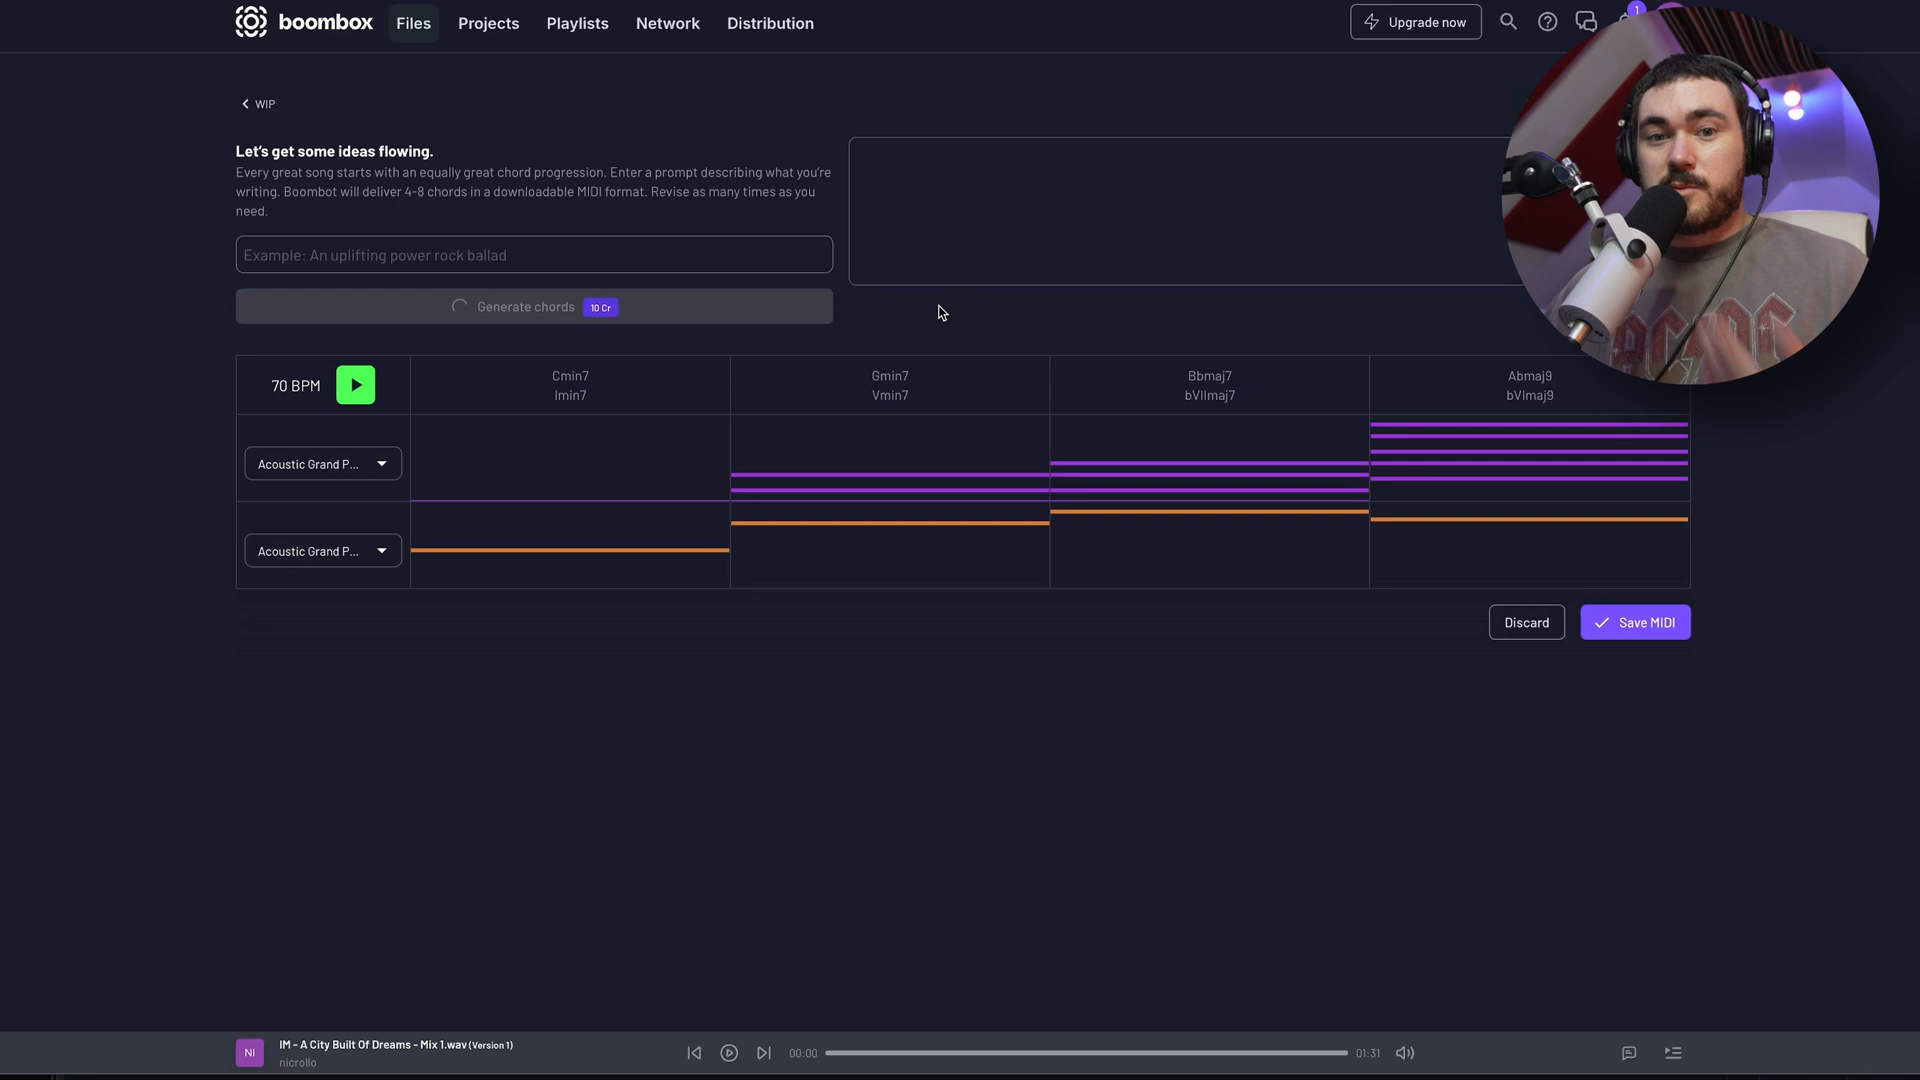 boombox
Files
Projects
Playlists
Network
Distribution
Upgrade now
1
WIP
Let's get some ideas flowing.
Every great song starts with an equally great chord progression. Enter a prompt describing what you're
writing. Boombot will deliver 4-8 chords in a downloadable MIDI format. Revise as many times as you
need.
Example: An uplifting power rock ballad
Generate chords 10 Cr
70 BPM
Cmin7
Imin7
Gmin7
Vmin7
Bbmaj7
bVIImaj7
Abmaj9
bVImaj9
Acoustic Grand P...
Acoustic Grand P...
Discard
Save MIDI
NI
IM - A City Built Of Dreams - Mix 1.wav (Version 1)
nicrollo
00:00
01:31